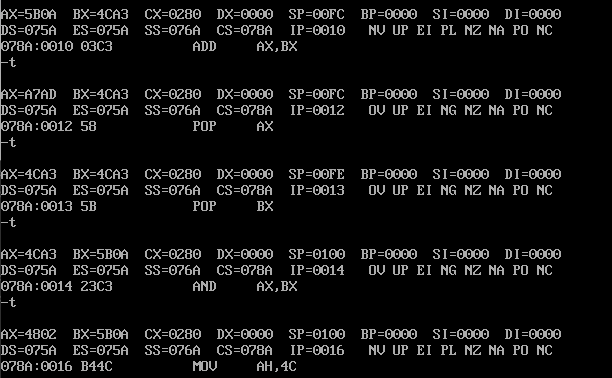 AX=5B0A  BX=4CA3  CX=0280  DX=0000  SP=00FC  BP=0000  SI=0000  DI=0000
DS=075A  ES=075A  SS=076A  CS=078A  IP=0010   NV UP EI PL NZ NA PO NC
078A:0010 03C3          ADD     AX,BX
-t
AX=A7AD  BX=4CA3  CX=0280  DX=0000  SP=00FC  BP=0000  SI=0000  DI=0000
DS=075A  ES=075A  SS=076A  CS=078A  IP=0012   OV UP EI NG NZ NA PO NC
078A:0012 58            POP     AX
-t
AX=4CA3  BX=4CA3  CX=0280  DX=0000  SP=00FE  BP=0000  SI=0000  DI=0000
DS=075A  ES=075A  SS=076A  CS=078A  IP=0013   OV UP EI NG NZ NA PO NC
078A:0013 5B            POP     BX
-t
AX=4CA3  BX=5B0A  CX=0280  DX=0000  SP=0100  BP=0000  SI=0000  DI=0000
DS=075A  ES=075A  SS=076A  CS=078A  IP=0014   OV UP EI NG NZ NA PO NC
078A:0014 23C3          AND     AX,BX
-t
AX=4802  BX=5B0A  CX=0280  DX=0000  SP=0100  BP=0000  SI=0000  DI=0000
DS=075A  ES=075A  SS=076A  CS=078A  IP=0016   NV UP EI PL NZ NA PO NC
078A:0016 B44C          MOV     AH,4C